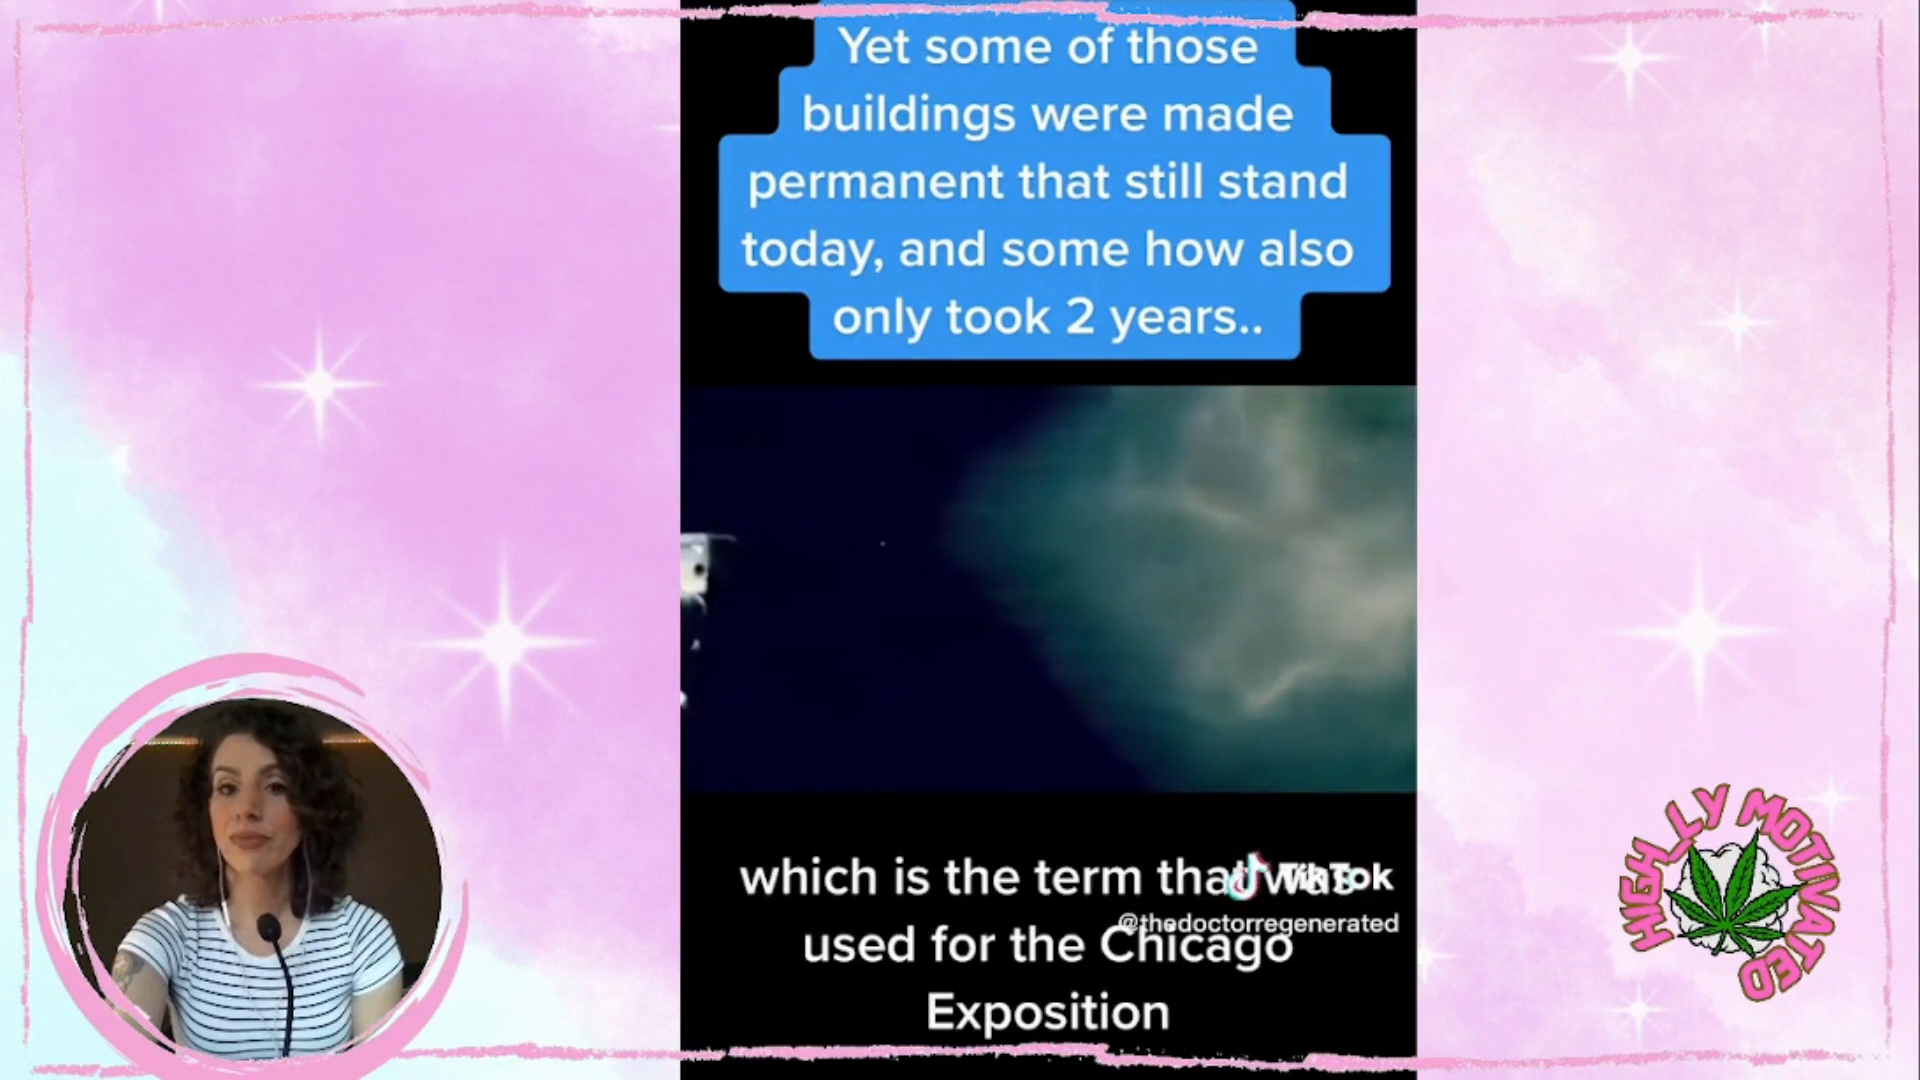 Yet some of those
buildings were made
permanent that still stand
today, and some how also
only took 2 years..
which is the term that was
TikTok
@thedoctorregenerated
used for the Chicago
Exposition
HIGHLY MOTIVATED